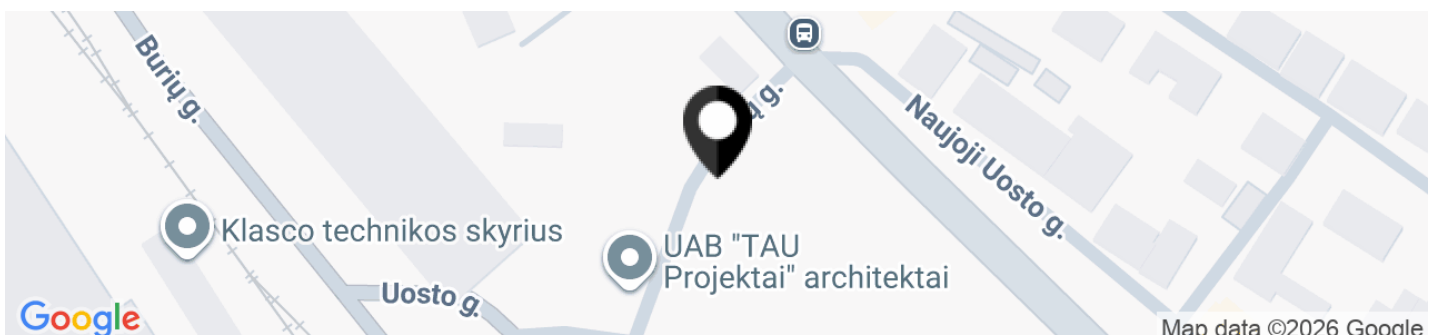 Burių g.
ų g.
Naujoji Uosto g.
Klasco technikos skyrius
UAB "TAU
Projektai" architektai
Uosto g.
Google
Map data ©2026 Google